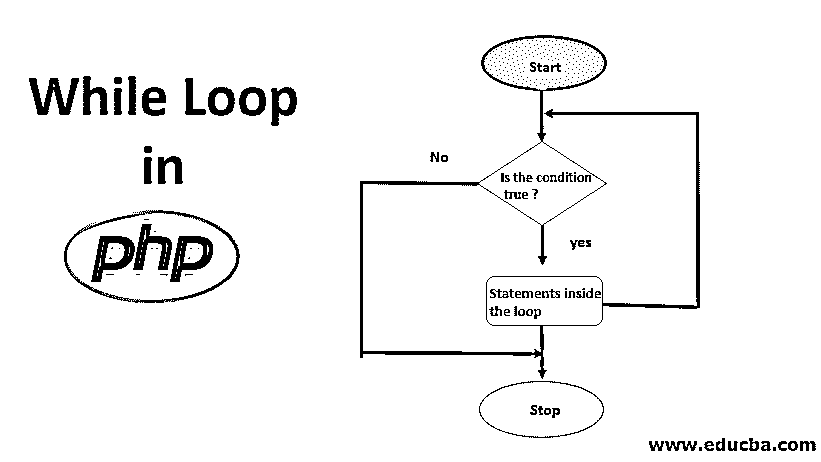 While Loop
in
php
Start
No
Is the condition
true ?
yes
Statements inside
the loop
Stop
www.educba.com